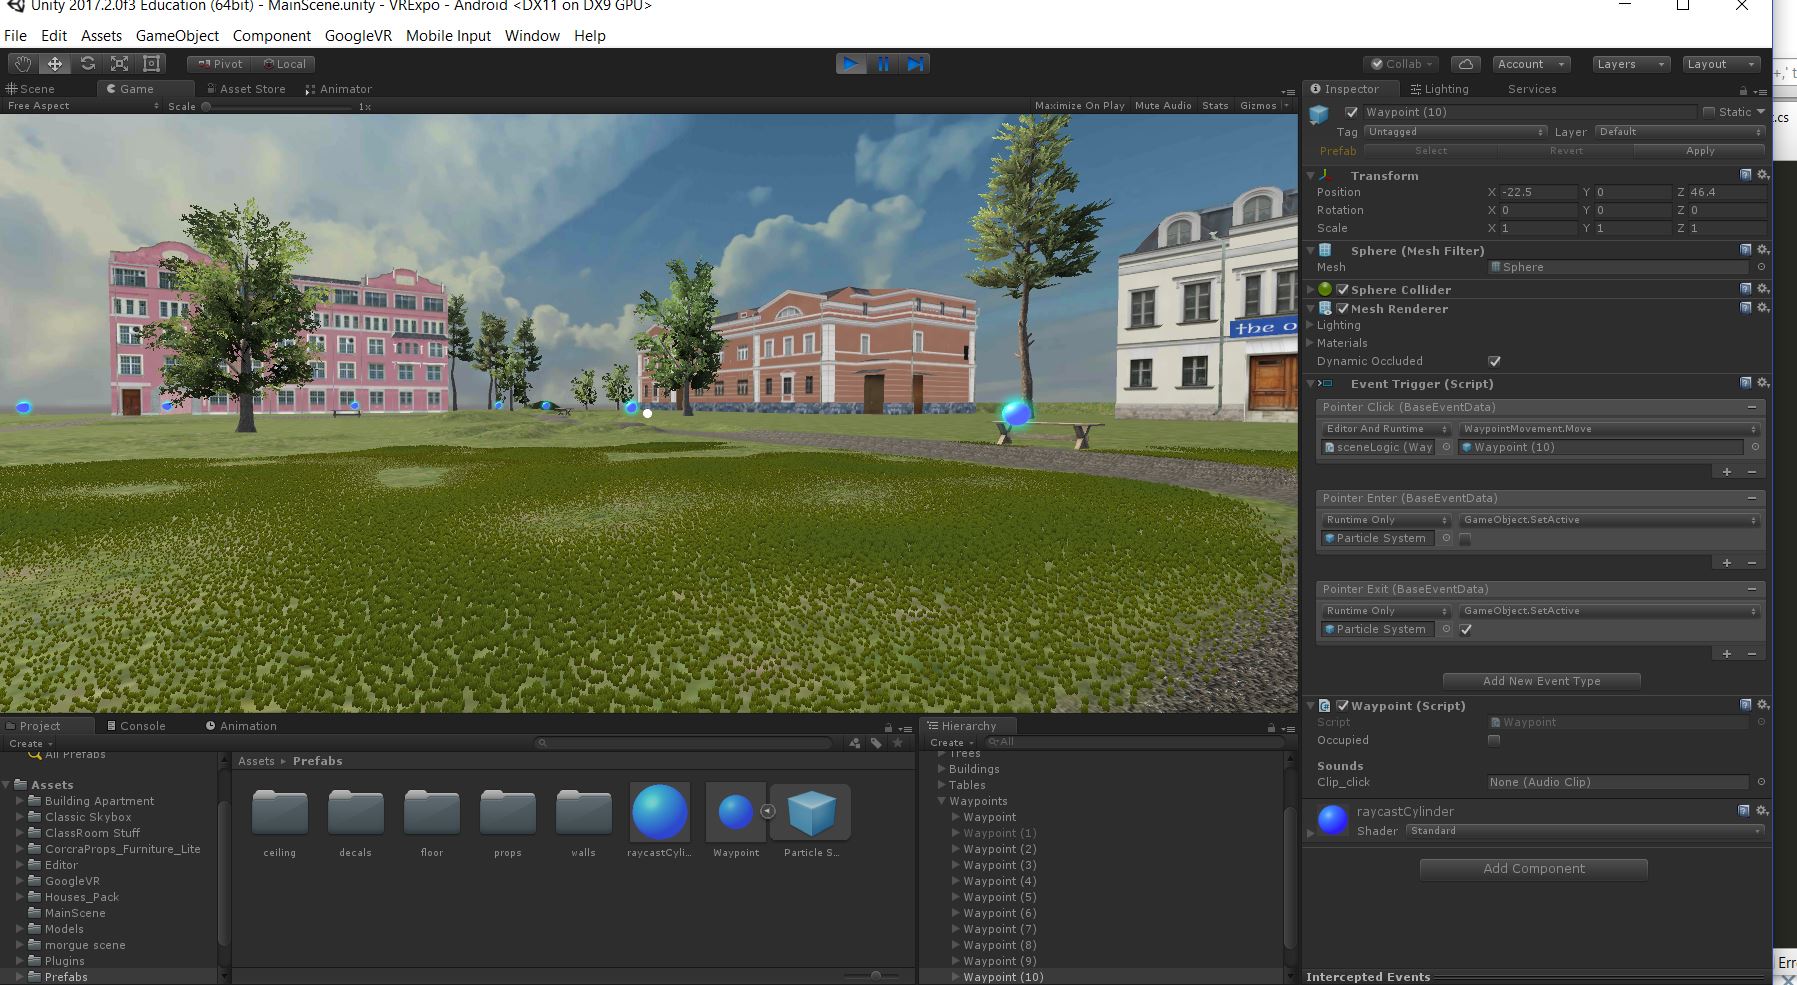 Unity 2017.2.0f3 Education (64bit) - MainScene.unity - VRExpo - Android <DX11 on DX9 GPU>
File Edit Assets GameObject Component GoogleVR Mobile Input Window Help
Pivot Local Collab Account Layers Layout
Scene Game Asset Store Animator
Free Aspect Scale 1x Maximize On Play Mute Audio Stats Gizmos
the o
Inspector Lighting Services
Waypoint (10) Static
Tag Untagged Layer Default
Prefab Select Revert Apply
Transform
Position X -22.5 Y 0 Z 46.4
Rotation X 0 Y 0 Z 0
Scale X 1 Y 1 Z 1
Sphere (Mesh Filter)
Mesh Sphere
Sphere Collider
Mesh Renderer
Lighting
Materials
Dynamic Occluded
Event Trigger (Script)
Pointer Click (BaseEventData)
Editor And Runtime WaypointMovement.Move
sceneLogic (Way Waypoint (10)
Pointer Enter (BaseEventData)
Runtime Only GameObject.SetActive
Particle System
Pointer Exit (BaseEventData)
Runtime Only GameObject.SetActive
Particle System
Add New Event Type
Waypoint (Script)
Script Waypoint
Occupied
Sounds
Clip_click None (Audio Clip)
raycastCylinder
Shader Standard
Add Component
Intercepted Events
Project Console Animation
Create
All Prefabs
Assets
Building Apartment
Classic Skybox
ClassRoom Stuff
CorcraProps_Furniture_Lite
Editor
GoogleVR
Houses_Pack
MainScene
Models
morgue scene
Plugins
Prefabs
Assets Prefabs
ceiling decals floor props walls raycastCyli... Waypoint Particle S...
Hierarchy
Create All
Trees
Buildings
Tables
Waypoints
Waypoint
Waypoint (1)
Waypoint (2)
Waypoint (3)
Waypoint (4)
Waypoint (5)
Waypoint (6)
Waypoint (7)
Waypoint (8)
Waypoint (9)
Waypoint (10)
+,' t
t.cs
Err